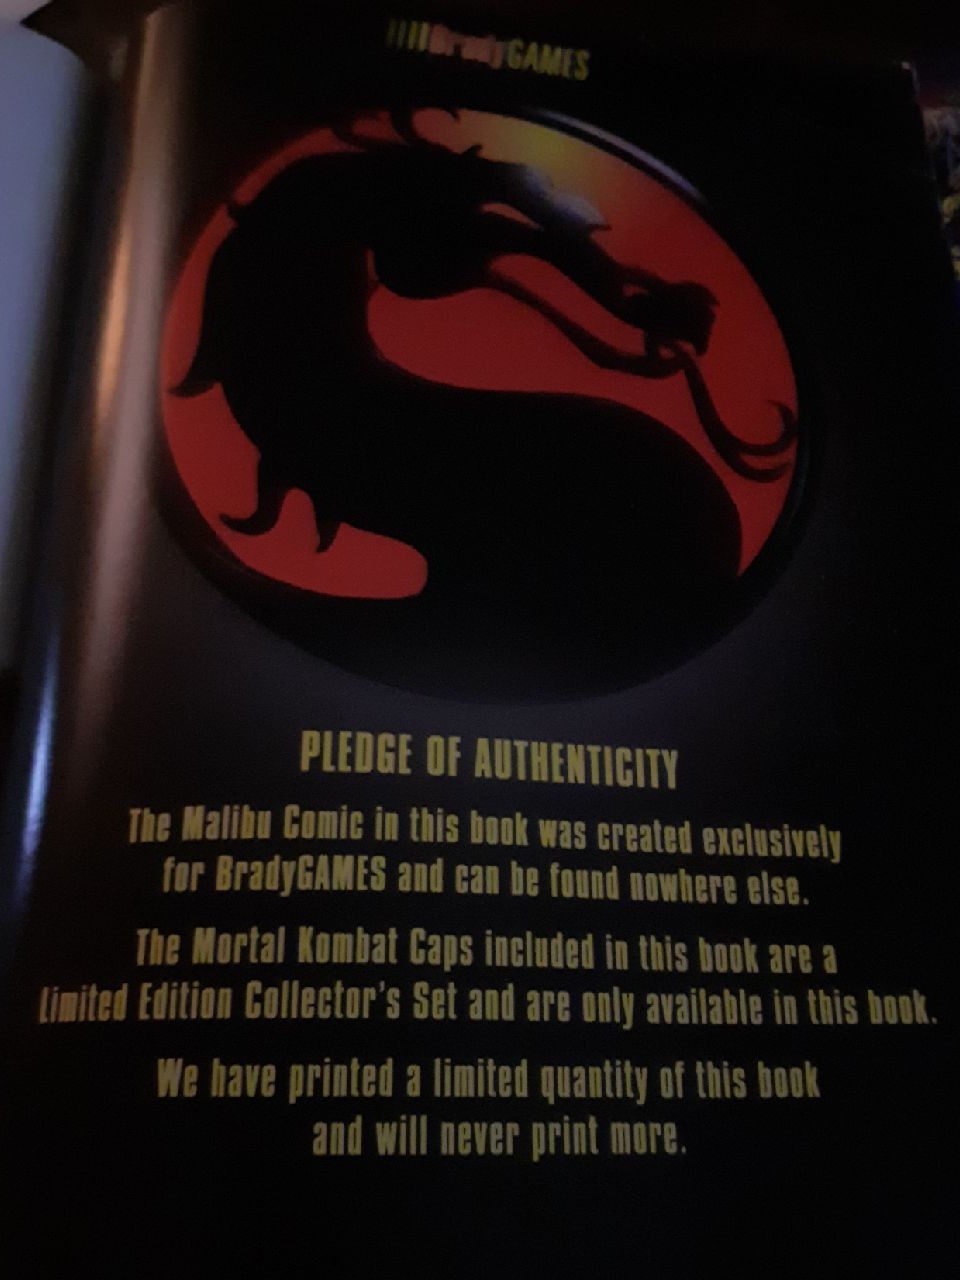 BradyGAMES
PLEDGE OF AUTHENTICITY
The Malibu Comic in this book was created exclusively
for BradyGAMES and can be found nowhere else.
The Mortal Kombat Caps included in this book are a
Limited Edition Collector's Set and are only available in this book.
We have printed a limited quantity of this book
and will never print more.